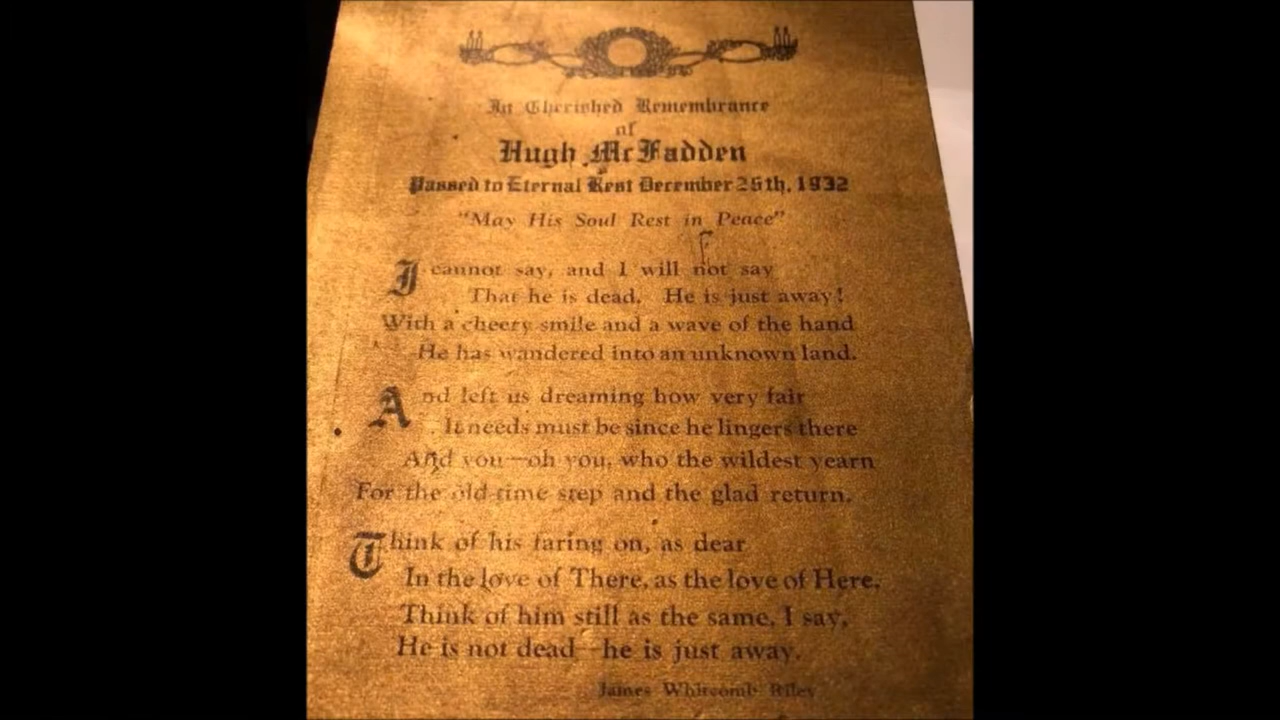 In Cherished Remembrance
of
Hugh McFadden
Passed to Eternal Rest December 25th, 1932
"May His Soul Rest in Peace"
I cannot say, and I will not say
That he is dead. He is just away!
With a cheery smile and a wave of the hand
He has wandered into an unknown land.
And left us dreaming how very fair
It needs must be since he lingers there
And you—oh you, who the wildest yearn
For the old-time step and the glad return.
Think of his faring on, as dear
In the love of There, as the love of Here.
Think of him still as the same, I say,
He is not dead—he is just away.
James Whitcomb Riley